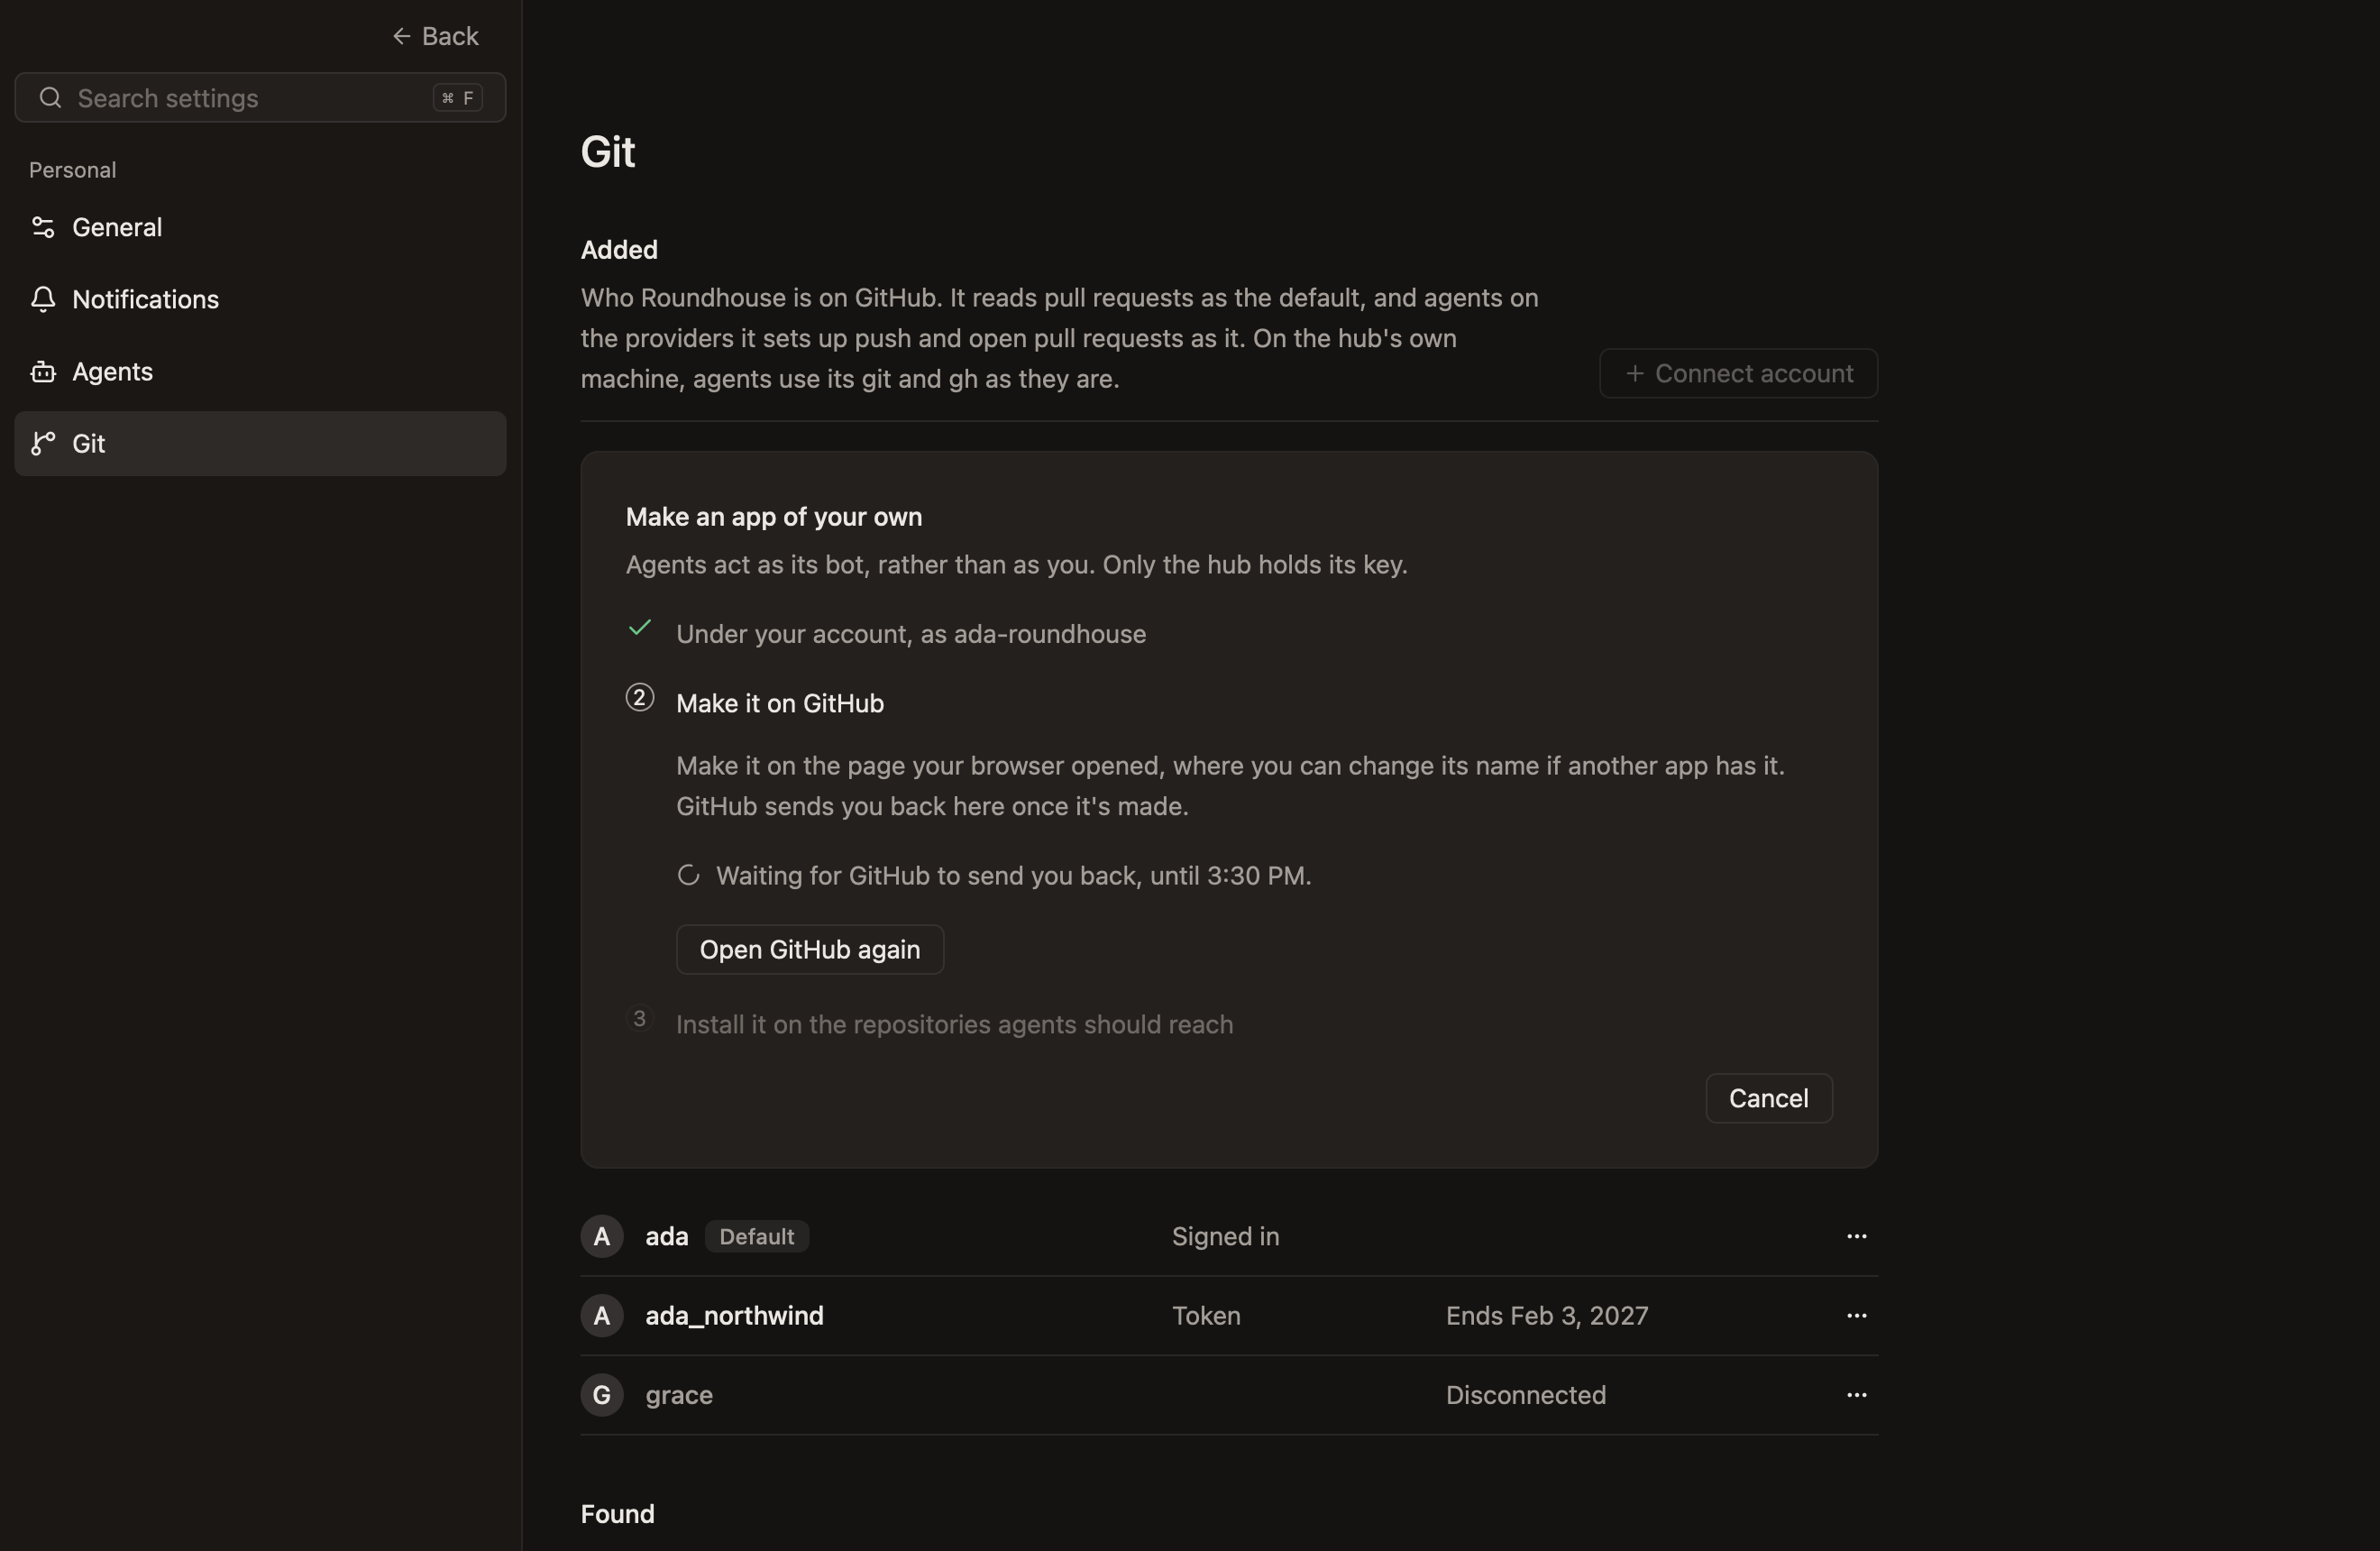 Back
Search settings
⌘ F
Personal
General
Notifications
Agents
Git
Git
Added
Who Roundhouse is on GitHub. It reads pull requests as the default, and agents on
the providers it sets up push and open pull requests as it. On the hub's own
machine, agents use its git and gh as they are.
+ Connect account
Make an app of your own
Agents act as its bot, rather than as you. Only the hub holds its key.
Under your account, as ada-roundhouse
2 Make it on GitHub
Make it on the page your browser opened, where you can change its name if another app has it.
GitHub sends you back here once it's made.
Waiting for GitHub to send you back, until 3:30 PM.
Open GitHub again
3 Install it on the repositories agents should reach
Cancel
A ada Default Signed in
A ada_northwind Token Ends Feb 3, 2027
G grace Disconnected
Found